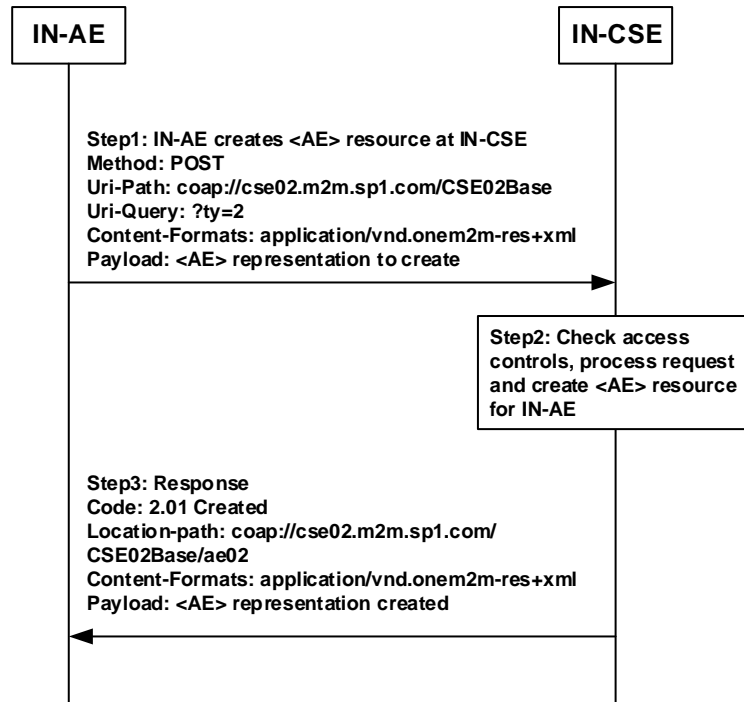 IN-AE
IN-CSE
Step1: IN-AE creates <AE> resource at IN-CSE
Method: POST
Uri-Path: coap://cse02.m2m.sp1.com/CSE02Base
Uri-Query: ?ty=2
Content-Formats: application/vnd.onem2m-res+xml
Payload: <AE> representation to create
Step2: Check access
controls, process request
and create <AE> resource
for IN-AE
Step3: Response
Code: 2.01 Created
Location-path: coap://cse02.m2m.sp1.com/
CSE02Base/ae02
Content-Formats: application/vnd.onem2m-res+xml
Payload: <AE> representation created